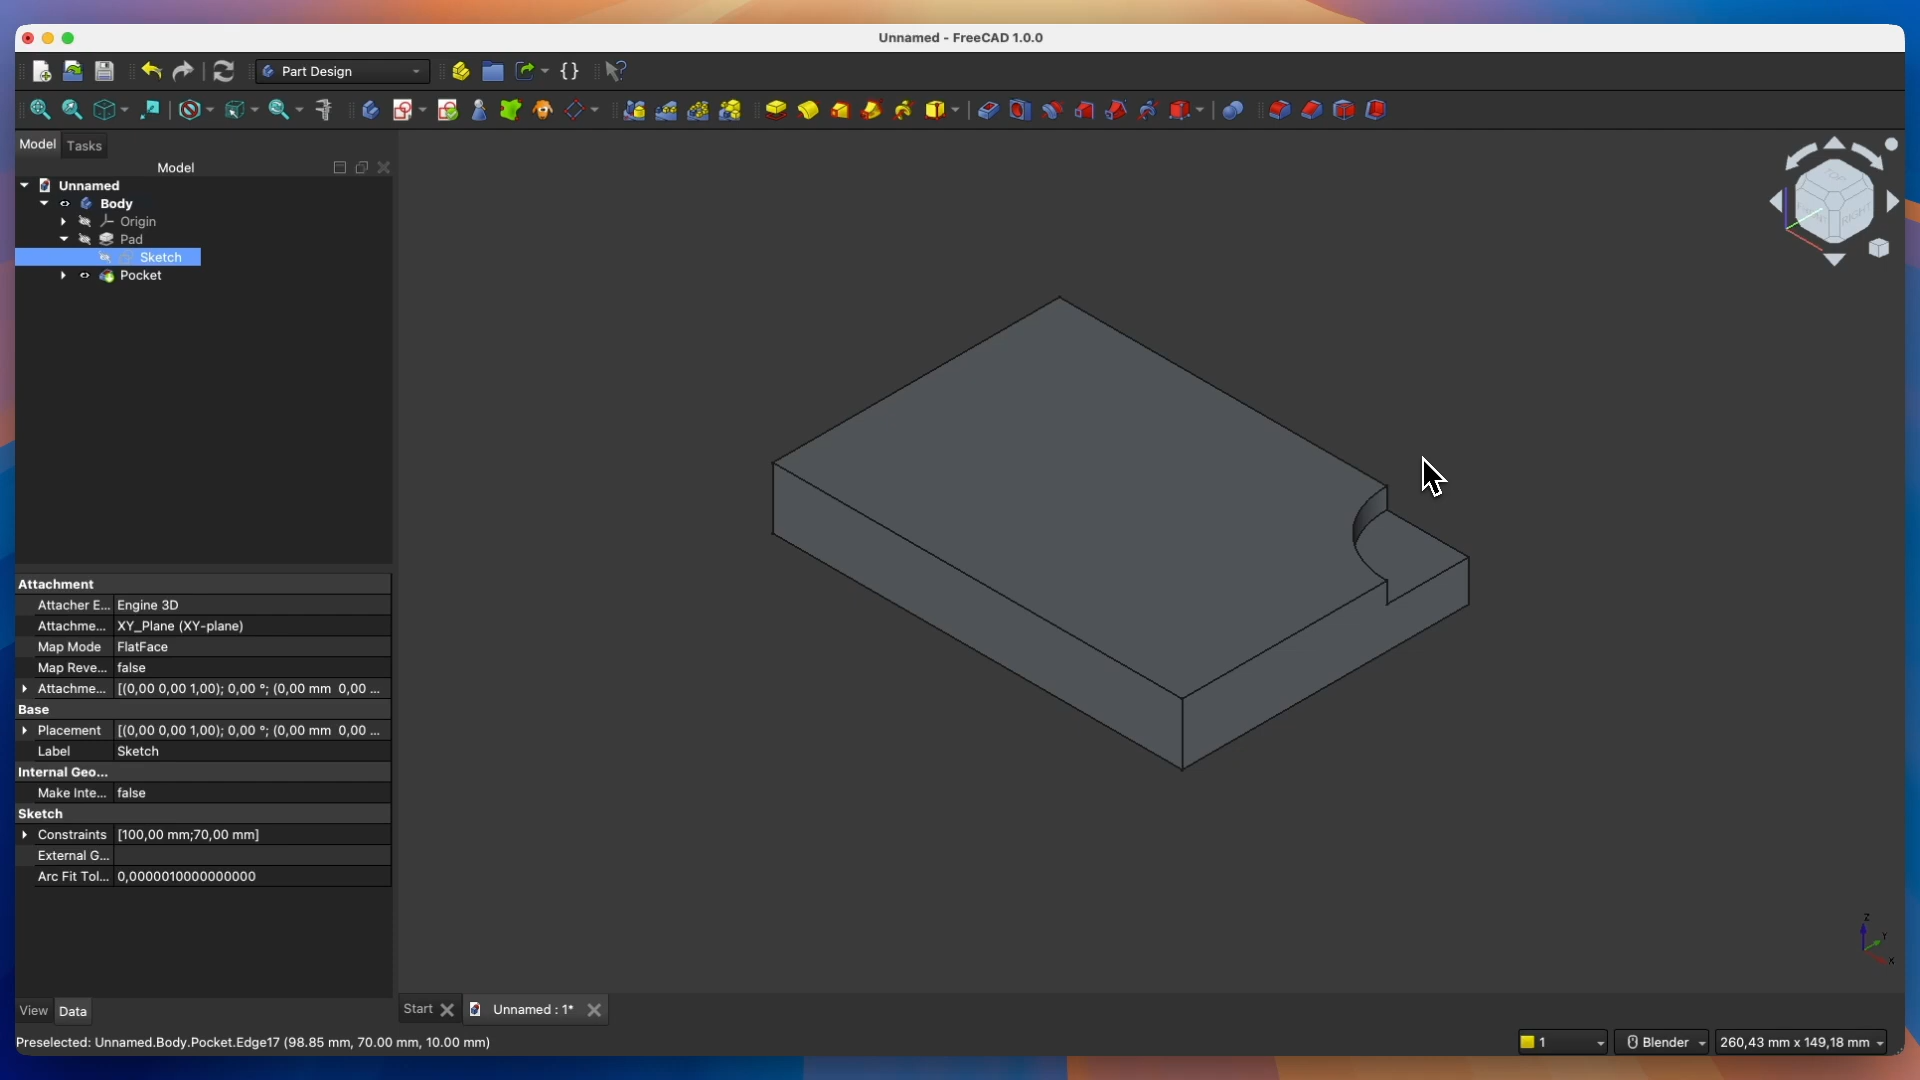 Unnamed - FreeCAD 1.0.0
Part Design
Model
Tasks
Model
Unnamed
Body
Origin
Pad
Sketch
Pocket
Attachment
Attacher E... Engine 3D
Attachme... XY_Plane (XY-plane)
Map Mode FlatFace
Map Reve... false
Attachme... [(0,00 0,00 1,00); 0,00 °; (0,00 mm 0,00 ...
Base
Placement [(0,00 0,00 1,00); 0,00 °; (0,00 mm 0,00 ...
Label Sketch
Internal Geo...
Make Inte... false
Sketch
Constraints [100,00 mm;70,00 mm]
External G...
Arc Fit Tol... 0,0000010000000000
View
Data
Start
Unnamed : 1*
TOP
RIGHT
Z
Y
X
Preselected: Unnamed.Body.Pocket.Edge17 (98.85 mm, 70.00 mm, 10.00 mm)
1
Blender
260,43 mm x 149,18 mm